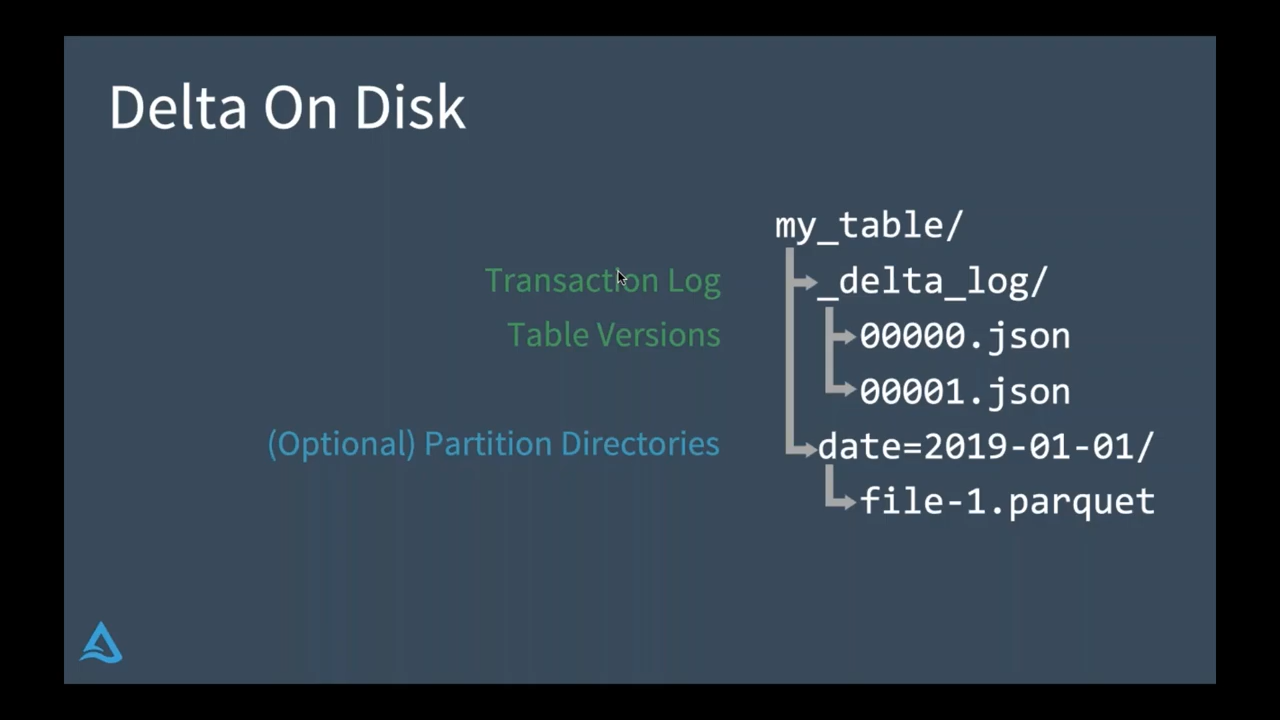 Delta On Disk
my_table/
Transaction Log
_delta_log/
Table Versions
00000.json
00001.json
(Optional) Partition Directories
date=2019-01-01/
file-1.parquet